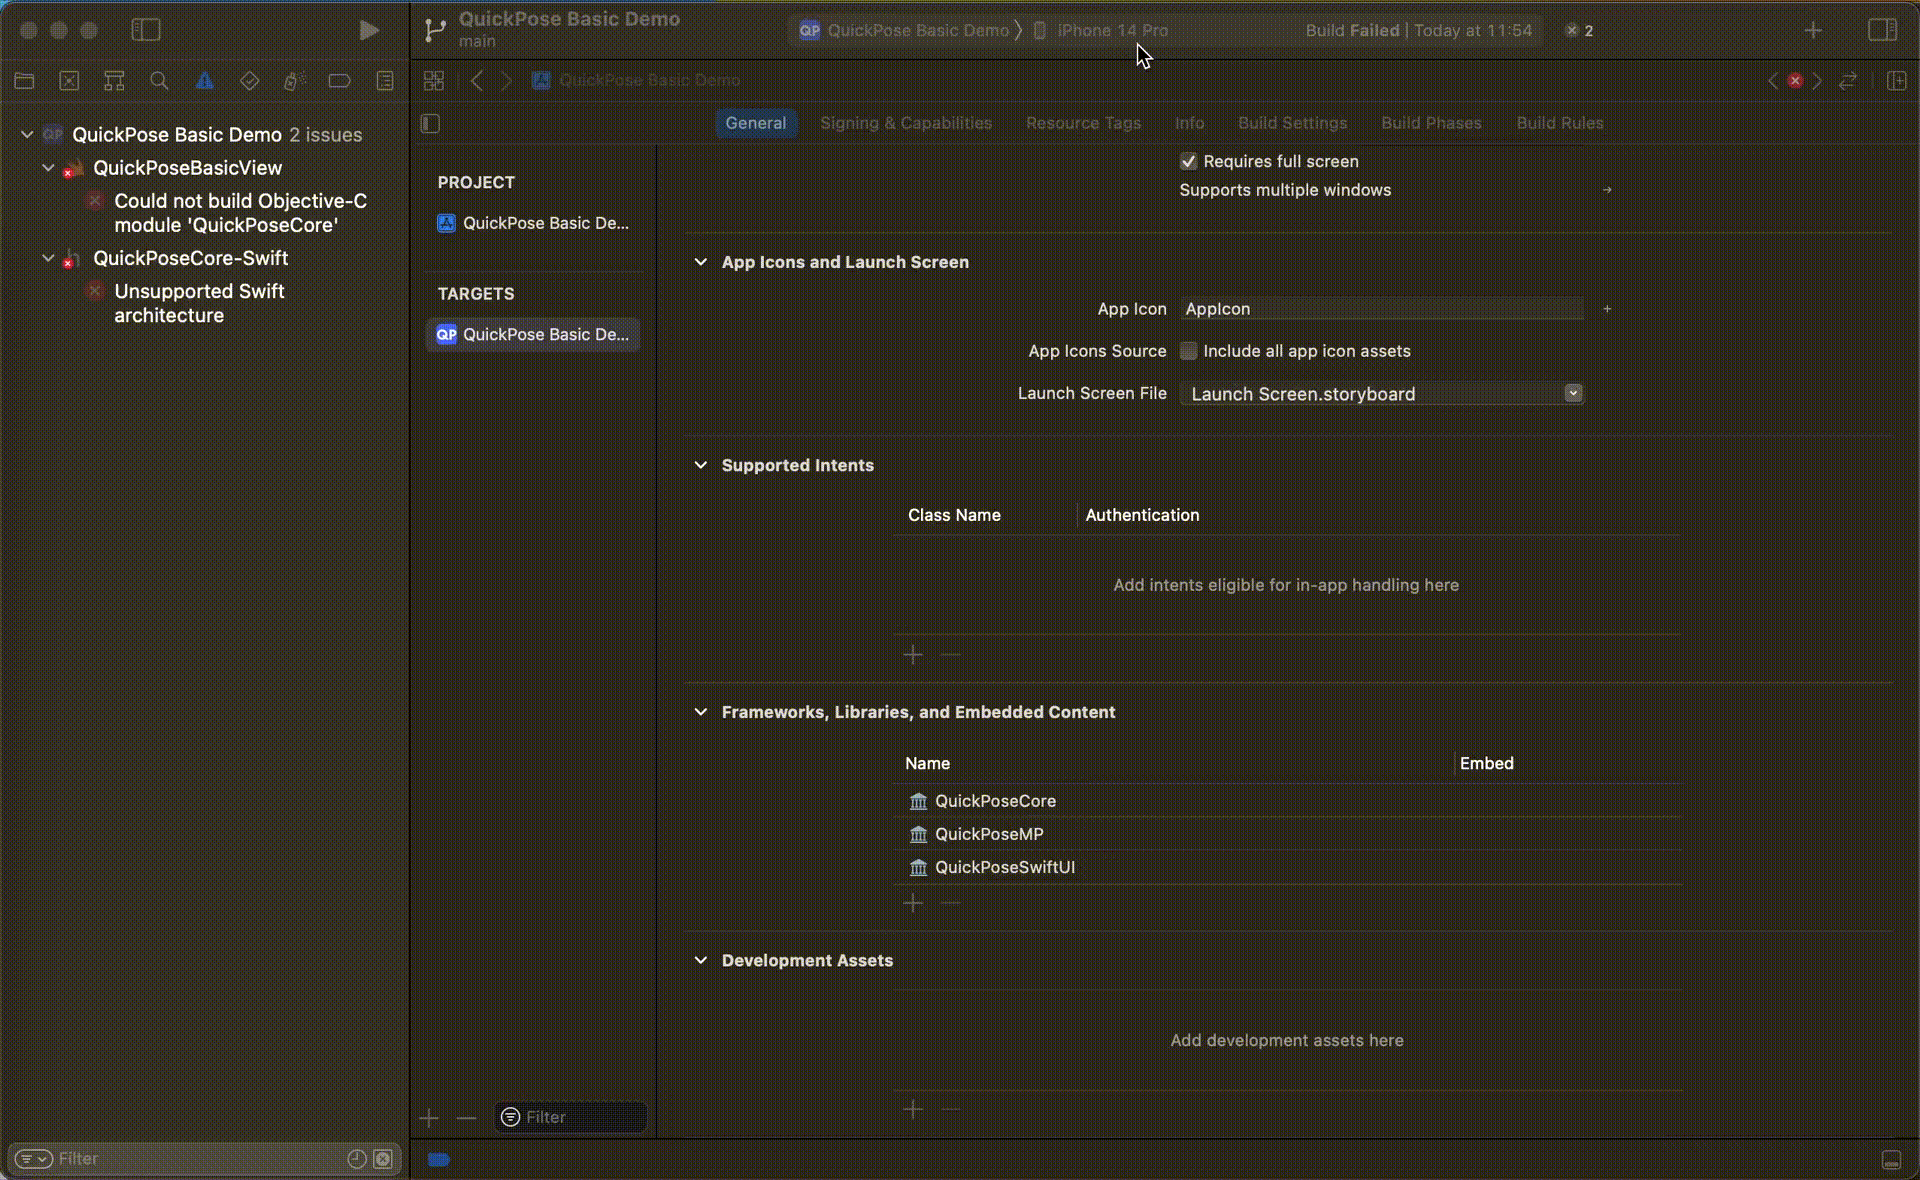 QuickPose Basic Demo
main
QP QuickPose Basic Demo 〉 iPhone 14 Pro
Build Failed | Today at 11:54
2
QuickPose Basic Demo
General Signing & Capabilities Resource Tags Info Build Settings Build Phases Build Rules
QP QuickPose Basic Demo 2 issues
QuickPoseBasicView
Could not build Objective-C
module 'QuickPoseCore'
QuickPoseCore-Swift
Unsupported Swift
architecture
Filter
PROJECT
QuickPose Basic De...
TARGETS
QP QuickPose Basic De...
Filter
Requires full screen
Supports multiple windows
App Icons and Launch Screen
App Icon AppIcon
App Icons Source Include all app icon assets
Launch Screen File Launch Screen.storyboard
Supported Intents
Class Name Authentication
Add intents eligible for in-app handling here
Frameworks, Libraries, and Embedded Content
Name Embed
QuickPoseCore
QuickPoseMP
QuickPoseSwiftUI
Development Assets
Add development assets here